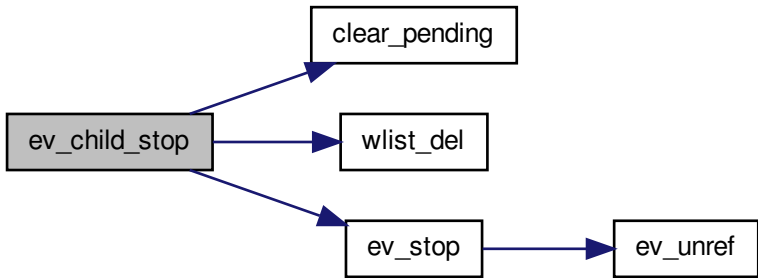 clear_pending
ev_child_stop
wlist_del
ev_stop
ev_unref